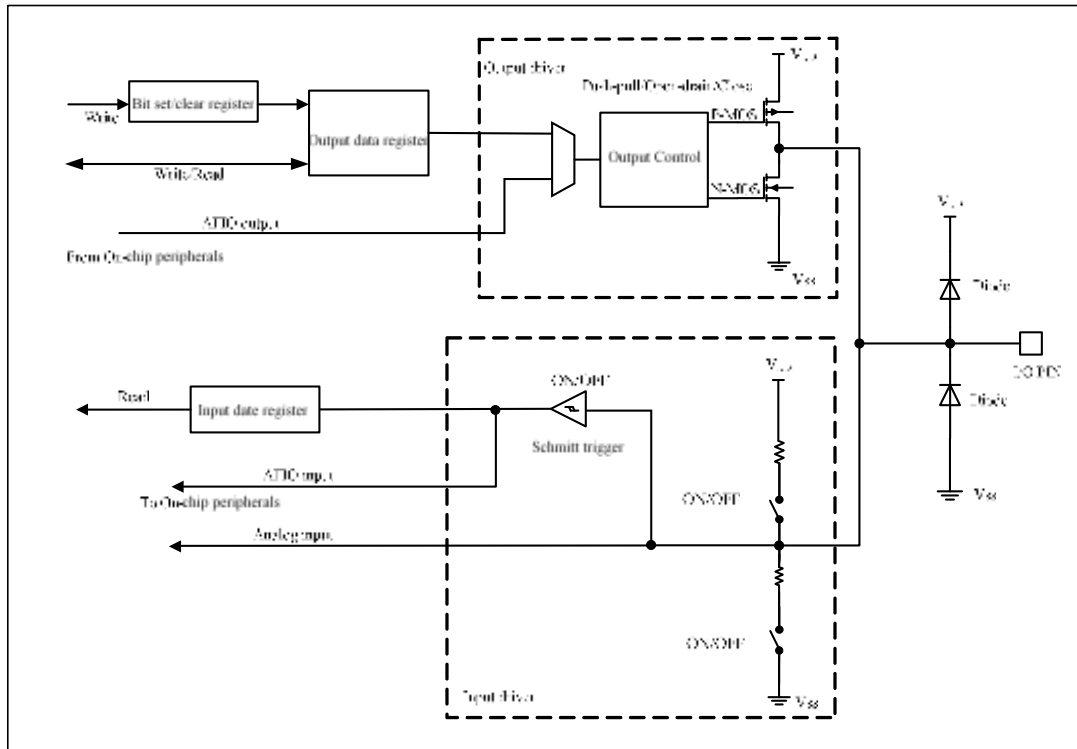 Output driver
Bit set/clear register
Write
Output data register
Write/Read
Output Control
P-MOS
N-MOS
Vss
output
From On-chip peripherals
Diode
Diode
Vss
ON/OFF
Read
Input date register
Schmitt trigger
input
To On-chip peripherals
ON/OFF
Analog input
ON/OFF
Vss
Input driver